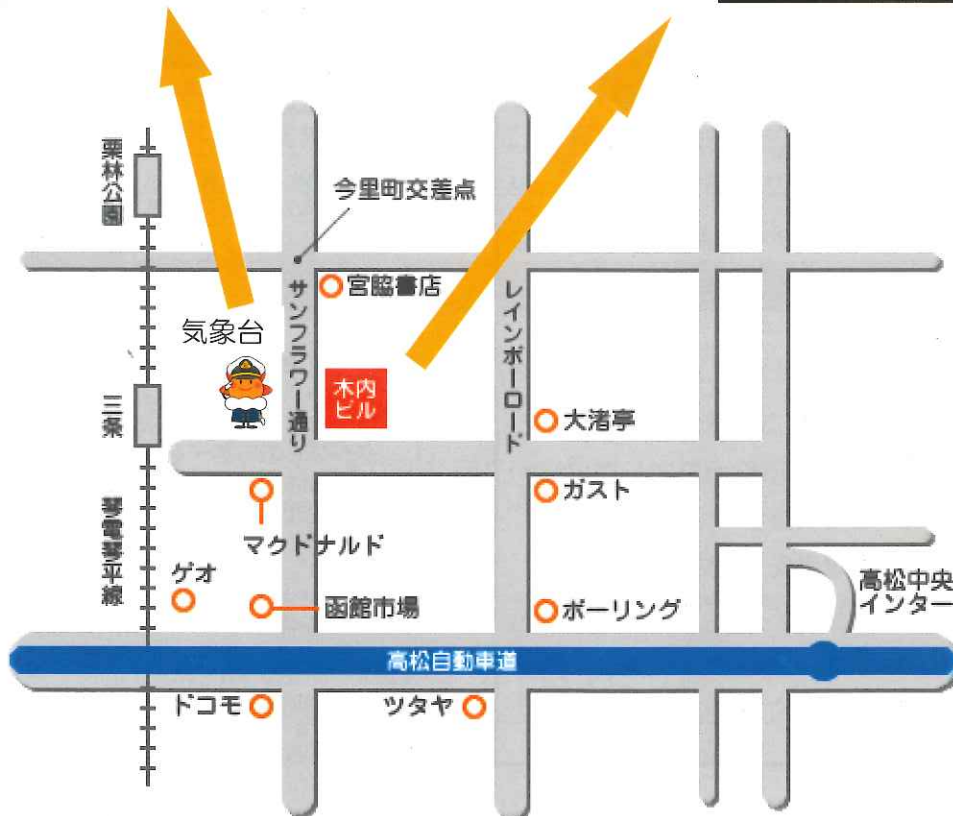 栗林公園
今里町交差点
宮脇書店
サンフラワー通り
レインボーロード
気象台
木内
ビル
三条
大渚亭
ガスト
マクドナルド
琴電琴平線
ゲオ
函館市場
ボーリング
高松中央
インター
高松自動車道
ドコモ
ツタヤ